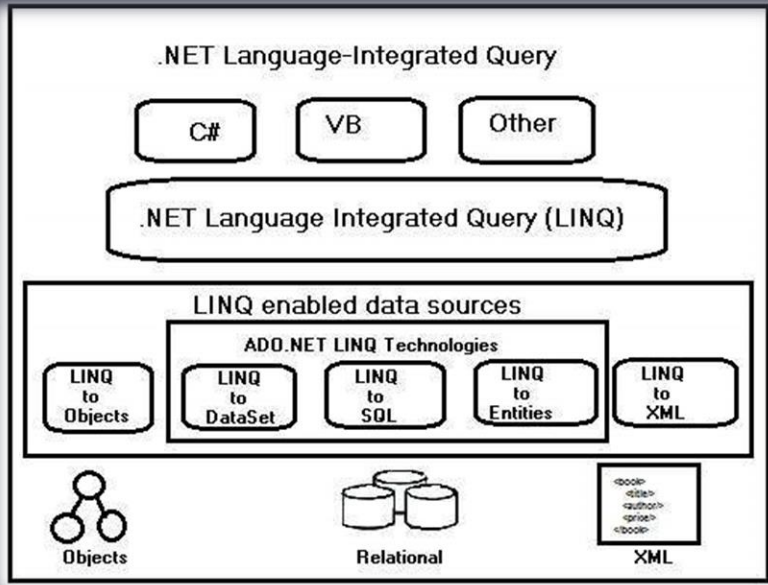 .NET Language-Integrated Query
C#
VB
Other
.NET Language Integrated Query (LINQ)
LINQ enabled data sources
ADO.NET LINQ Technologies
LINQ
to
Objects
LINQ
to
DataSet
LINQ
to
SQL
LINQ
to
Entities
LINQ
to
XML
Objects
Relational
<book>
<title>
<author>
<price>
</book>
XML